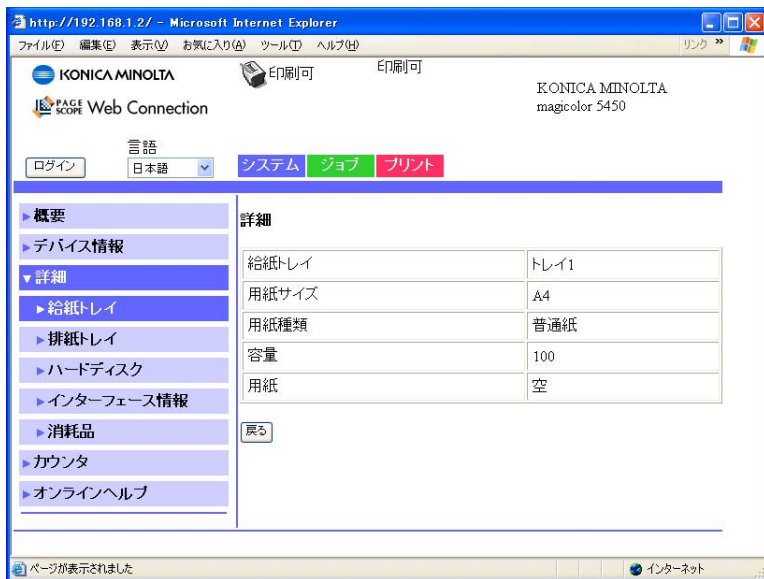 http://192.168.1.2/ - Microsoft Internet Explorer
ファイル(F) 編集(E) 表示(V) お気に入り(A) ツール(T) ヘルプ(H) リンク »
KONICA MINOLTA 印刷可 印刷可
KONICA MINOLTA
magicolor 5450
PAGE SCOPE Web Connection
言語
ログイン 日本語 システム ジョブ プリント
概要
デバイス情報
詳細
給紙トレイ
排紙トレイ
ハードディスク
インターフェース情報
消耗品
カウンタ
オンラインヘルプ
詳細
給紙トレイ トレイ1
用紙サイズ A4
用紙種類 普通紙
容量 100
用紙 空
戻る
ページが表示されました インターネット